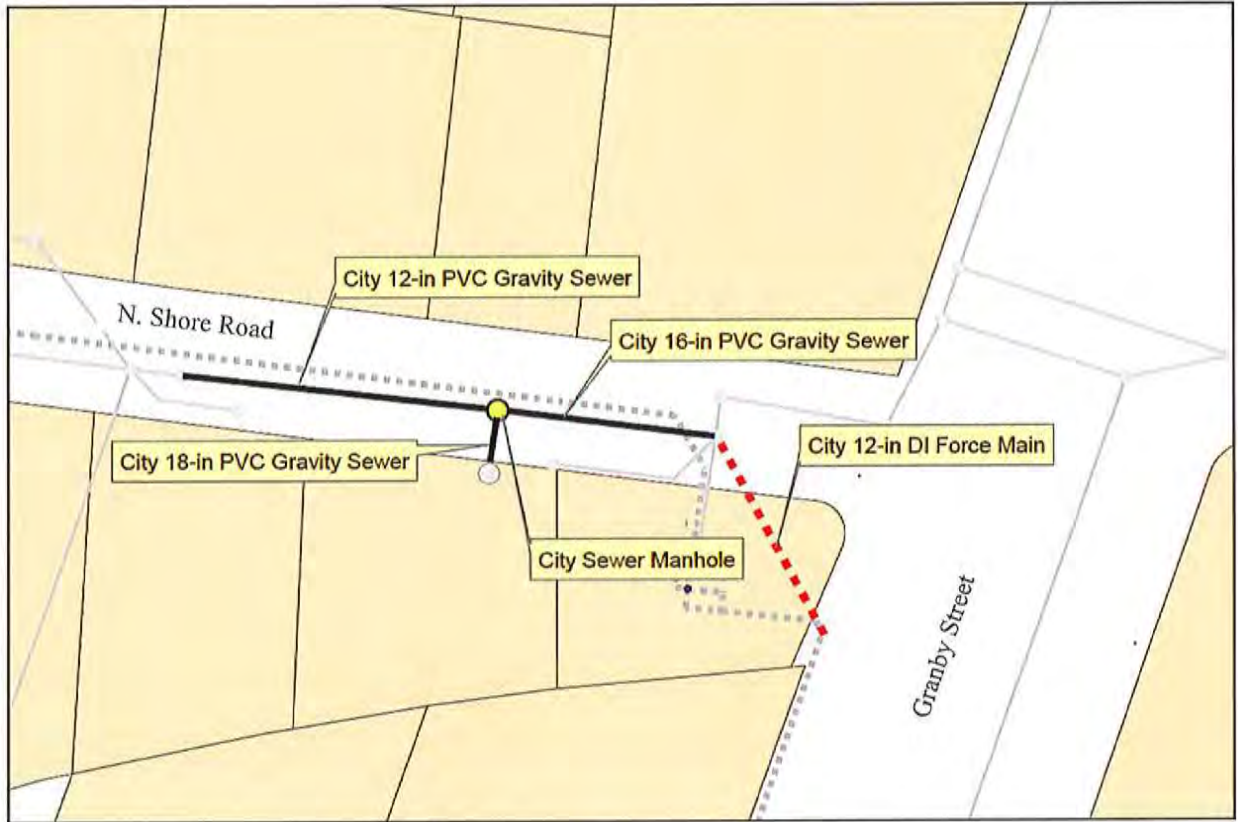 City 12-in PVC Gravity Sewer
N. Shore Road
City 16-in PVC Gravity Sewer
City 12-in DI Force Main
City 18-in PVC Gravity Sewer
City Sewer Manhole
Granby Street